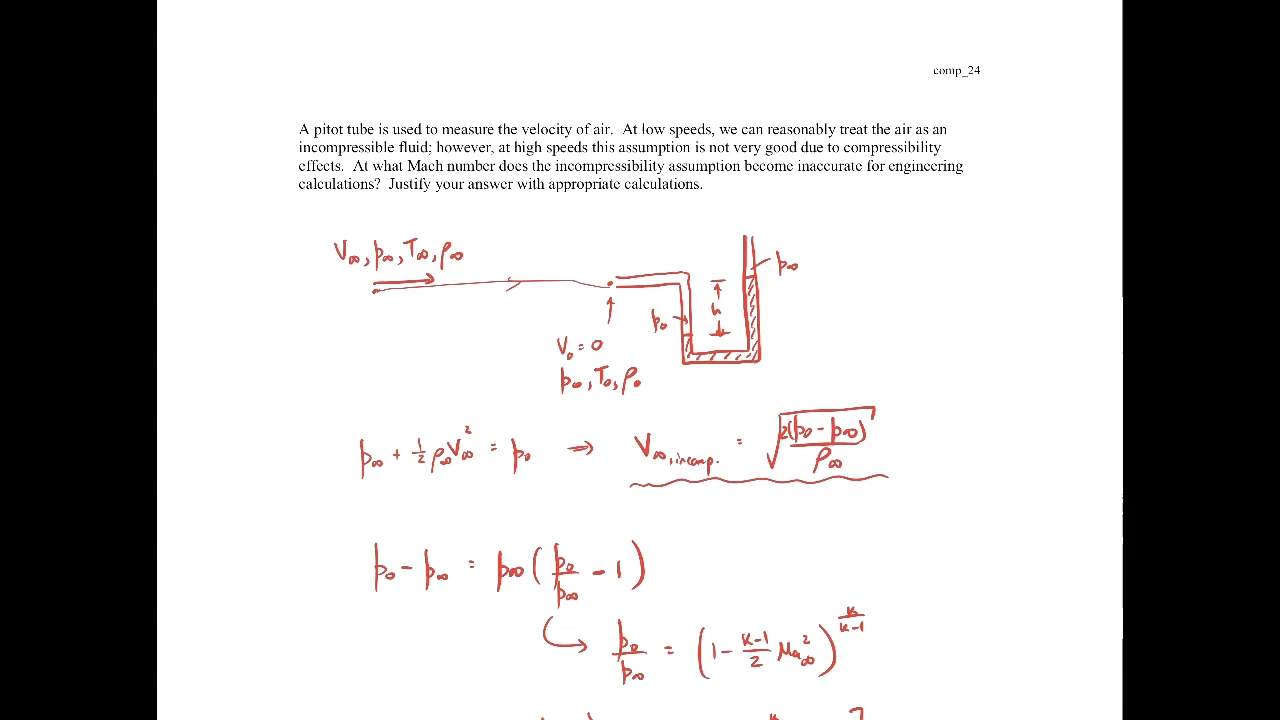 comp_24
A pitot tube is used to measure the velocity of air. At low speeds, we can reasonably treat the air as an
incompressible fluid; however, at high speeds this assumption is not very good due to compressibility
effects. At what Mach number does the incompressibility assumption become inaccurate for engineering
calculations? Justify your answer with appropriate calculations.
V∞, p∞, T∞, ρ∞
p∞
h
p₀
V₀ = 0
p∞, T₀, ρ₀
p∞ + ½ ρ∞ V∞² = p₀ ⇒ V∞,incomp. = √(2(p₀ - p∞)/ρ∞)
p₀ - p∞ = p∞ (p₀/p∞ - 1)
p₀/p∞ = (1 - (k-1)/2 Ma∞²)^(k/(k-1))